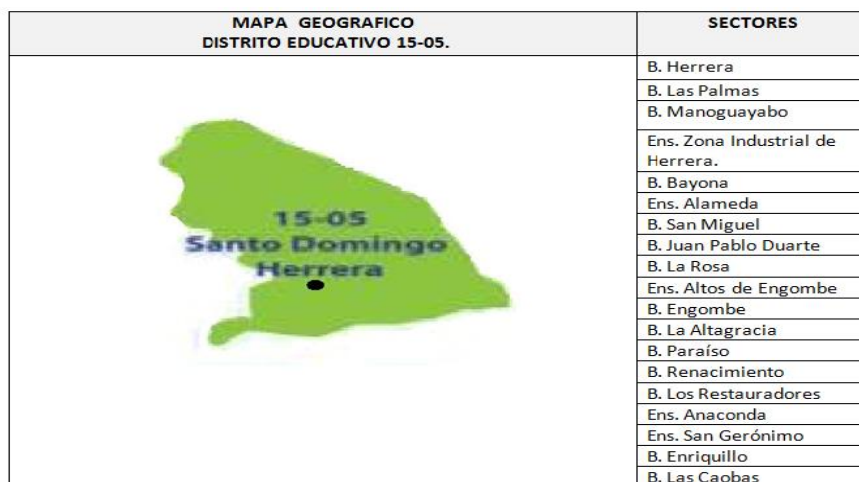 MAPA GEOGRAFICO
DISTRITO EDUCATIVO 15-05.
SECTORES
15-05
Santo Domingo
Herrera
B. Herrera
B. Las Palmas
B. Manoguayabo
Ens. Zona Industrial de
Herrera.
B. Bayona
Ens. Alameda
B. San Miguel
B. Juan Pablo Duarte
B. La Rosa
Ens. Altos de Engombe
B. Engombe
B. La Altagracia
B. Paraíso
B. Renacimiento
B. Los Restauradores
Ens. Anaconda
Ens. San Gerónimo
B. Enriquillo
B. Las Caobas